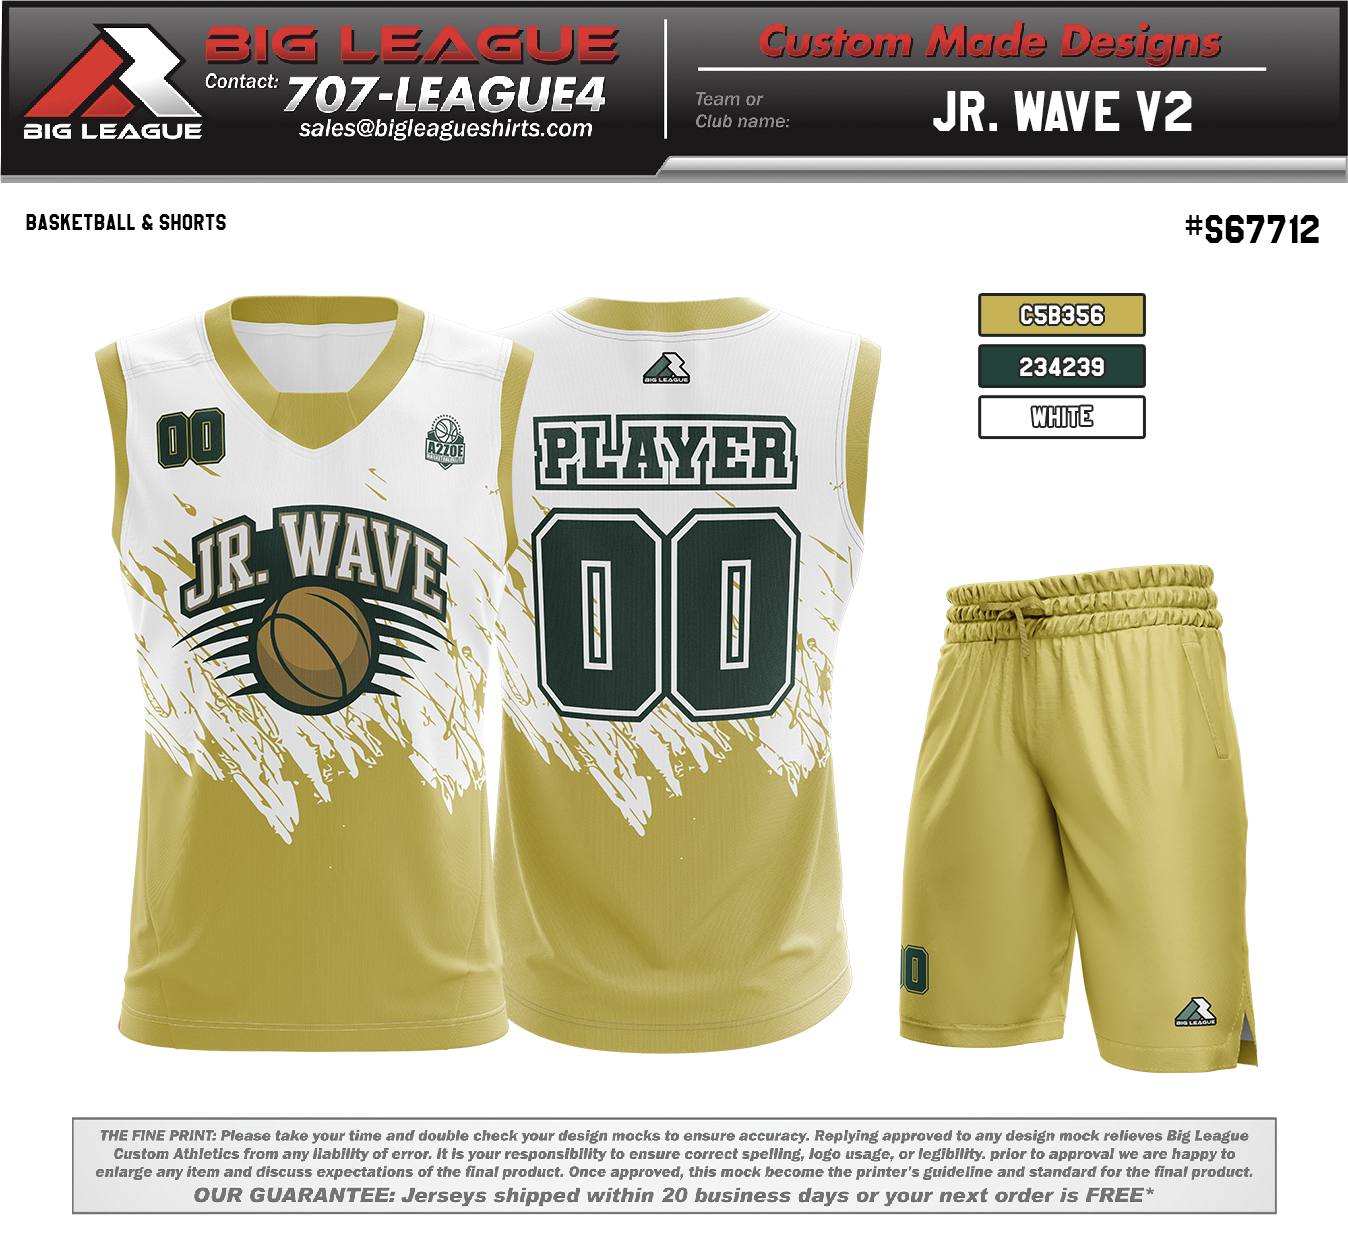 BIG LEAGUE
BIG LEAGUE
Contact: 707-LEAGUE4
sales@bigleagueshirts.com
Custom Made Designs
Team or
Club name:
JR. WAVE V2
BASKETBALL & SHORTS
#S67712
C5B356
234239
WHITE
00
A2ZOE
JR. WAVE
BIG LEAGUE
PLAYER
00
00
BIG LEAGUE
THE FINE PRINT: Please take your time and double check your design mocks to ensure accuracy. Replying approved to any design mock relieves Big League
Custom Athletics from any liability of error. it is your responsibility to ensure correct spelling, logo usage, or legibility. prior to approval we are happy to
enlarge any item and discuss expectations of the final product. Once approved, this mock become the printer's guideline and standard for the final product.
OUR GUARANTEE: Jerseys shipped within 20 business days or your next order is FREE*